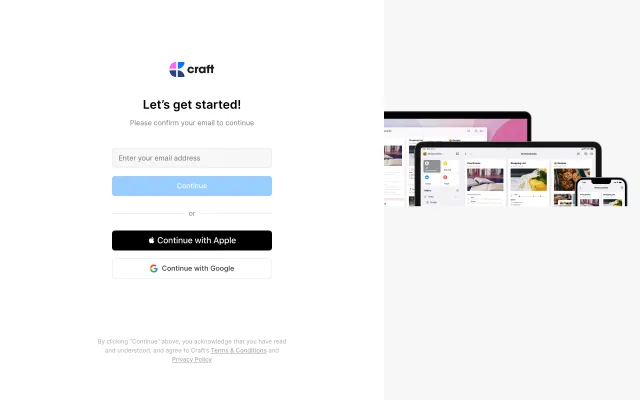 craft
Let's get started!
Please confirm your email to continue
Enter your email address
Continue
or
Continue with Apple
Continue with Google
By clicking "Continue" above, you acknowledge that you have read
and understood, and agree to Craft's Terms & Conditions and
Privacy Policy